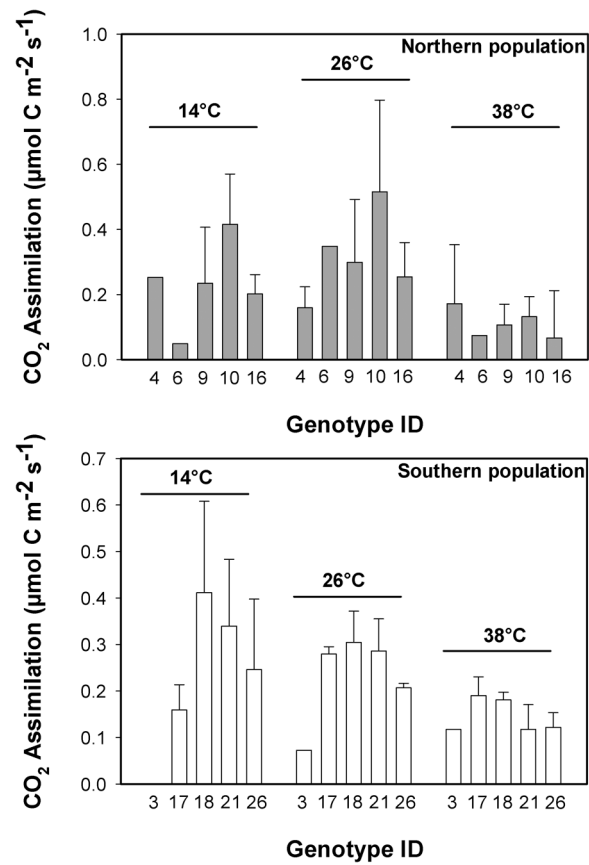 CO2 Assimilation (µmol C m-2 s-1)
1.0
0.8
0.6
0.4
0.2
0.0
Northern population
14°C
26°C
38°C
4 6 9 10 16 4 6 9 10 16 4 6 9 10 16
Genotype ID
CO2 Assimilation (µmol C m-2 s-1)
0.7
0.6
0.5
0.4
0.3
0.2
0.1
0.0
Southern population
14°C
26°C
38°C
3 17 18 21 26 3 17 18 21 26 3 17 18 21 26
Genotype ID